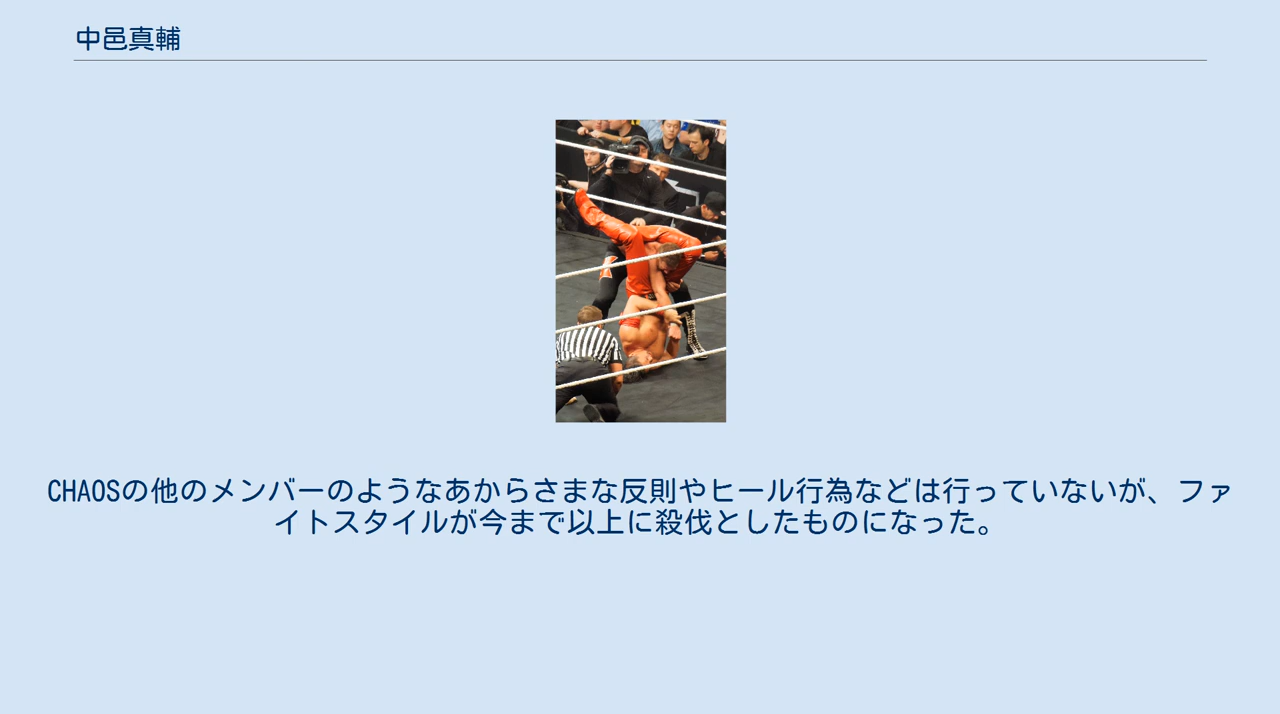 中邑真輔
CHAOSの他のメンバーのようなあからさまな反則やヒール行為などは行っていないが、ファ
イトスタイルが今まで以上に殺伐としたものになった。